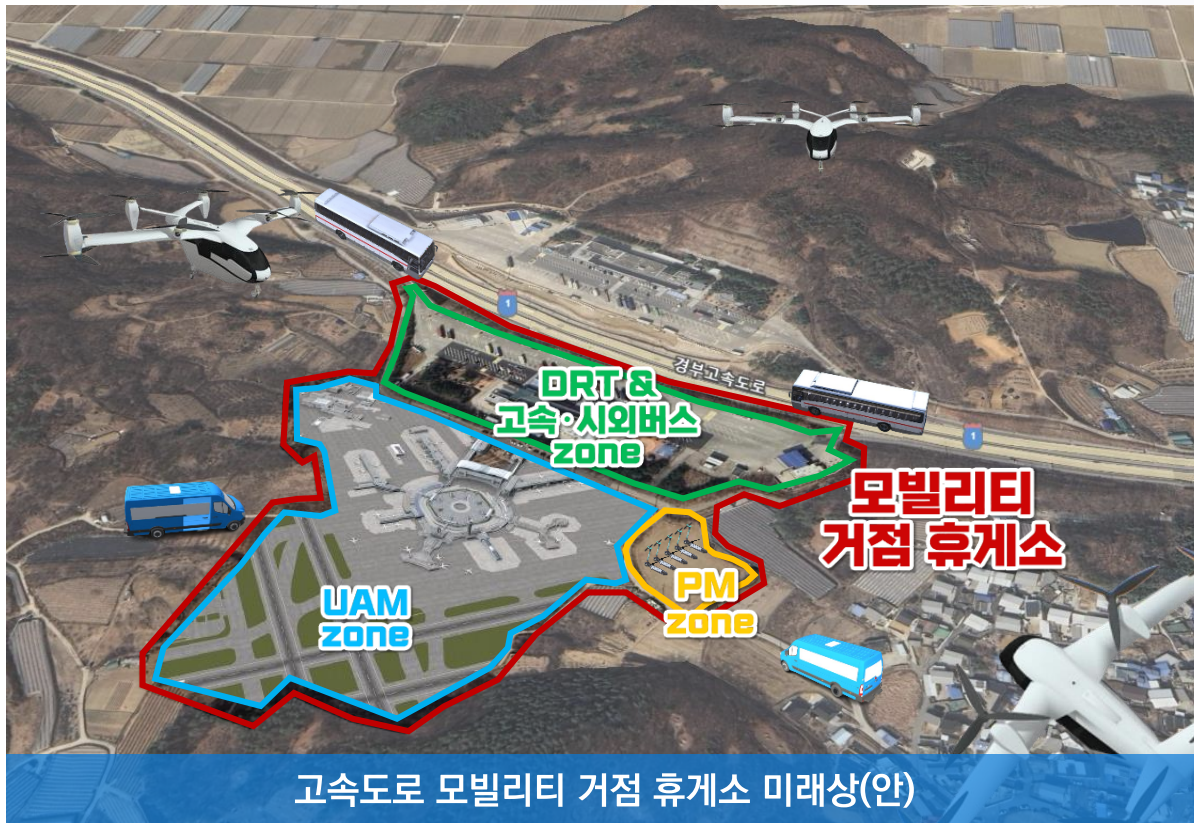 1
경부고속도로
DRT &
고속·시외버스
zone
1
모빌리티
거점 휴게소
UAM
zone
PM
zone
고속도로 모빌리티 거점 휴게소 미래상(안)